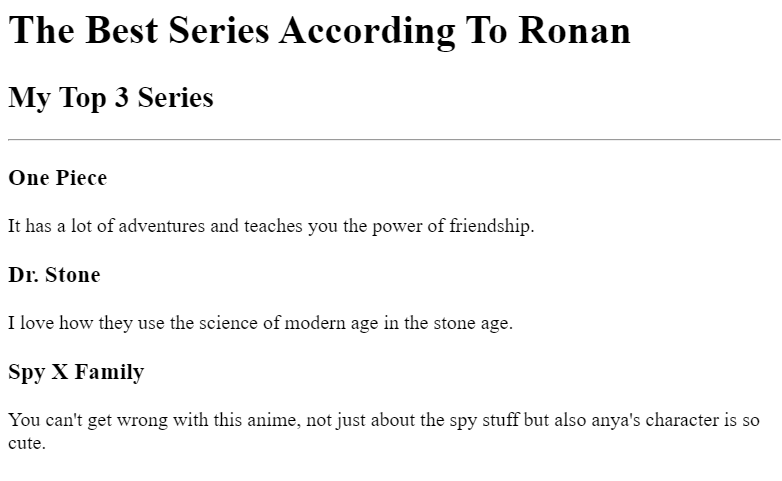 The Best Series According To Ronan
My Top 3 Series
One Piece
It has a lot of adventures and teaches you the power of friendship.
Dr. Stone
I love how they use the science of modern age in the stone age.
Spy X Family
You can't get wrong with this anime, not just about the spy stuff but also anya's character is so
cute.